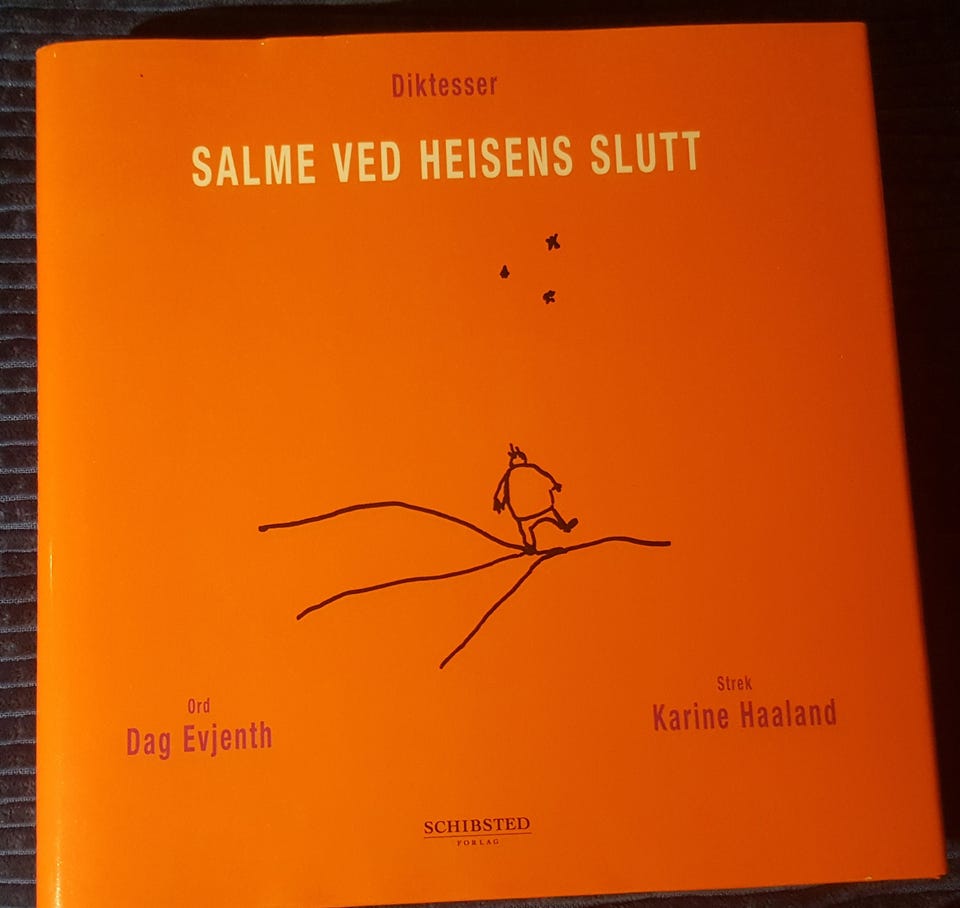 Diktesser
SALME VED HEISENS SLUTT
Ord
Dag Evjenth
Strek
Karine Haaland
SCHIBSTED
FORLAG